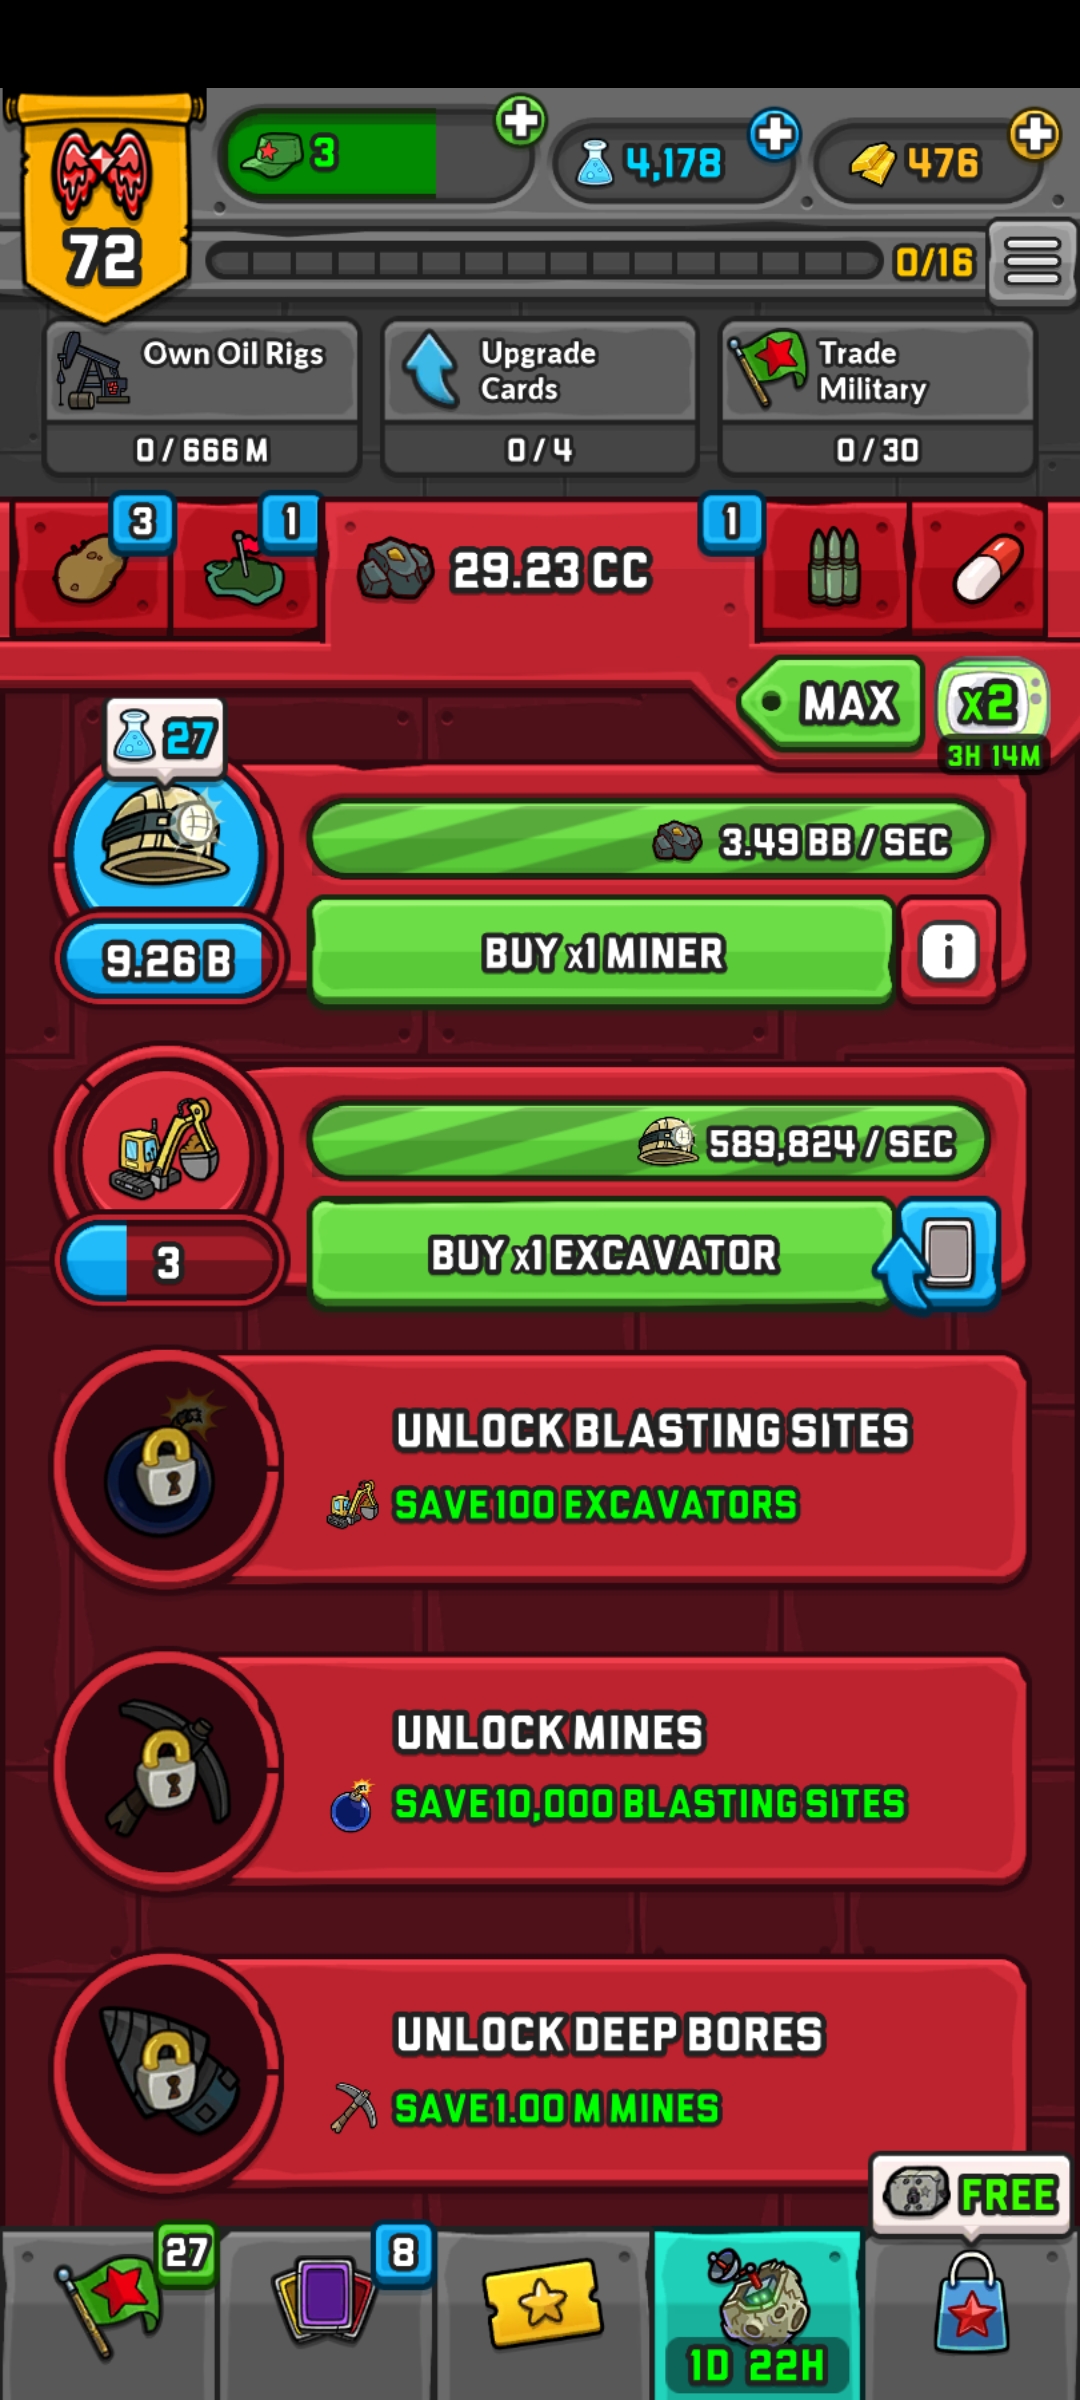 3
4,178
476
72
0/16
Own Oil Rigs
0 / 666 M
Upgrade
Cards
0 / 4
Trade
Military
0 / 30
3
1
29.23 CC
1
MAX
x2
3H 14M
27
3.49 BB / SEC
9.26 B
BUY x1 MINER
i
589,824 / SEC
3
BUY x1 EXCAVATOR
UNLOCK BLASTING SITES
SAVE 100 EXCAVATORS
UNLOCK MINES
SAVE 10,000 BLASTING SITES
UNLOCK DEEP BORES
SAVE 1.00 M MINES
FREE
27
8
1D 22H